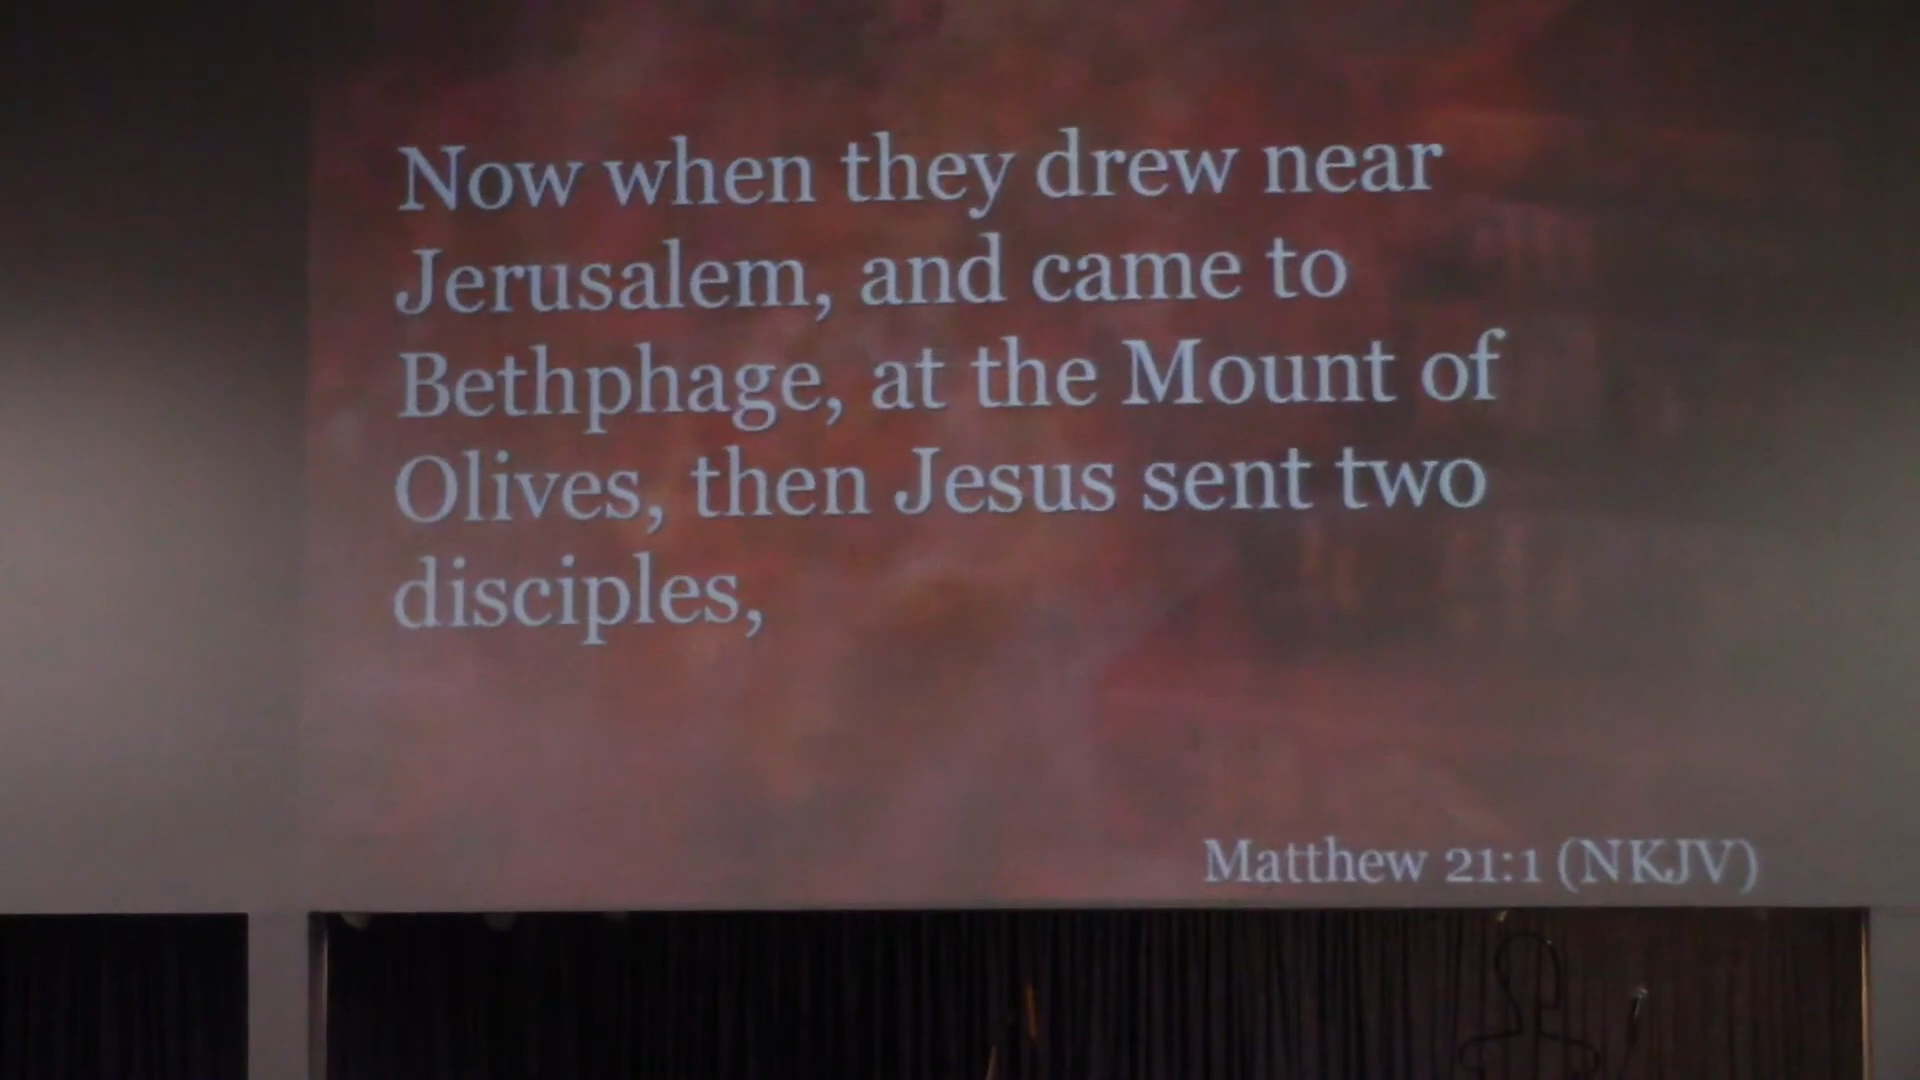 Now when they drew near
Jerusalem, and came to
Bethphage, at the Mount of
Olives, then Jesus sent two
disciples,
Matthew 21:1 (NKJV)